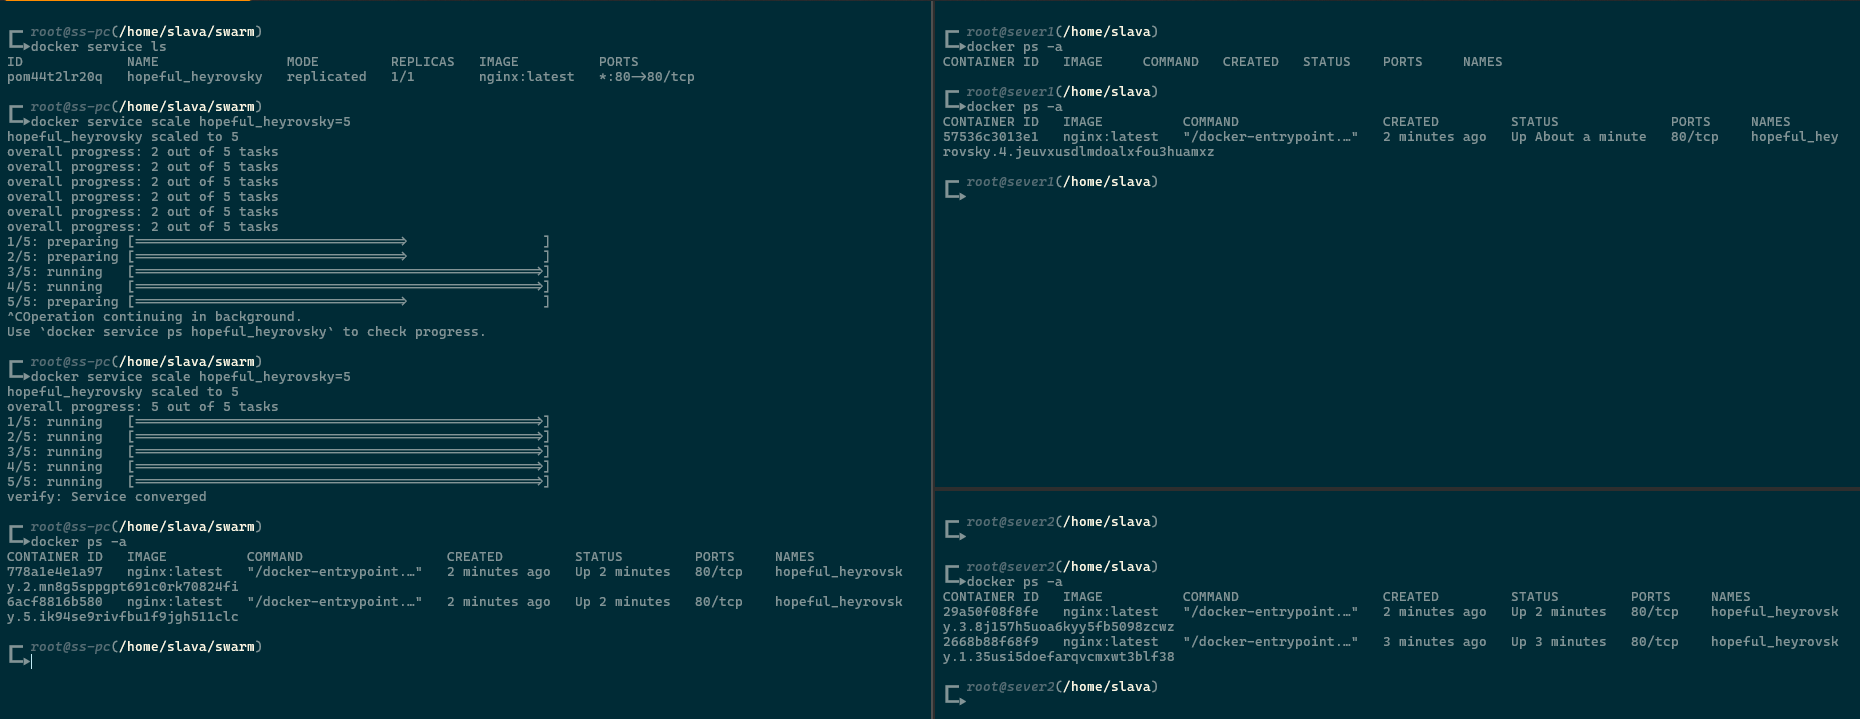 root@ss-pc(/home/slava/swarm)
docker service ls
ID             NAME                MODE         REPLICAS   IMAGE          PORTS
pom44t2lr20q   hopeful_heyrovsky   replicated   1/1        nginx:latest   *:80->80/tcp
root@ss-pc(/home/slava/swarm)
docker service scale hopeful_heyrovsky=5
hopeful_heyrovsky scaled to 5
overall progress: 2 out of 5 tasks
overall progress: 2 out of 5 tasks
overall progress: 2 out of 5 tasks
overall progress: 2 out of 5 tasks
overall progress: 2 out of 5 tasks
overall progress: 2 out of 5 tasks
1/5: preparing [==================================>                 ]
2/5: preparing [==================================>                 ]
3/5: running   [==================================================>]
4/5: running   [==================================================>]
5/5: preparing [==================================>                 ]
^COperation continuing in background.
Use `docker service ps hopeful_heyrovsky` to check progress.
root@ss-pc(/home/slava/swarm)
docker service scale hopeful_heyrovsky=5
hopeful_heyrovsky scaled to 5
overall progress: 5 out of 5 tasks
1/5: running   [==================================================>]
2/5: running   [==================================================>]
3/5: running   [==================================================>]
4/5: running   [==================================================>]
5/5: running   [==================================================>]
verify: Service converged
root@ss-pc(/home/slava/swarm)
docker ps -a
CONTAINER ID   IMAGE          COMMAND                  CREATED         STATUS         PORTS     NAMES
778a1e4e1a97   nginx:latest   "/docker-entrypoint.…"   2 minutes ago   Up 2 minutes   80/tcp    hopeful_heyrovsk
y.2.mn8g5sppgpt691c0rk70824fi
6acf8816b580   nginx:latest   "/docker-entrypoint.…"   2 minutes ago   Up 2 minutes   80/tcp    hopeful_heyrovsk
y.5.ik94se9rivfbu1f9jgh511clc
root@ss-pc(/home/slava/swarm)
root@sever1(/home/slava)
docker ps -a
CONTAINER ID   IMAGE     COMMAND   CREATED   STATUS    PORTS     NAMES
root@sever1(/home/slava)
docker ps -a
CONTAINER ID   IMAGE          COMMAND                  CREATED         STATUS              PORTS     NAMES
57536c3013e1   nginx:latest   "/docker-entrypoint.…"   2 minutes ago   Up About a minute   80/tcp    hopeful_hey
rovsky.4.jeuvxusdlmdoalxfou3huamxz
root@sever1(/home/slava)
root@sever2(/home/slava)
root@sever2(/home/slava)
docker ps -a
CONTAINER ID   IMAGE          COMMAND                  CREATED         STATUS         PORTS     NAMES
29a50f08f8fe   nginx:latest   "/docker-entrypoint.…"   2 minutes ago   Up 2 minutes   80/tcp    hopeful_heyrovsk
y.3.8j157h5uoa6kyy5fb5098zcwz
2668b88f68f9   nginx:latest   "/docker-entrypoint.…"   3 minutes ago   Up 3 minutes   80/tcp    hopeful_heyrovsk
y.1.35usi5doefarqvcmxwt3blf38
root@sever2(/home/slava)